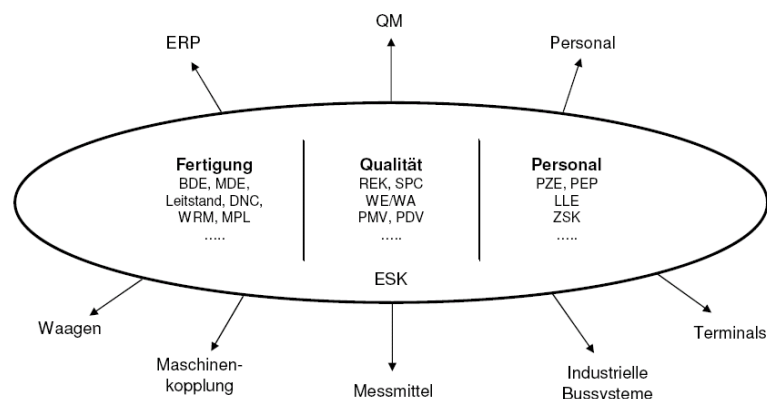 QM
ERP
Personal
Fertigung
BDE, MDE,
Leitstand, DNC,
WRM, MPL
.....
Qualität
REK, SPC
WE/WA
PMV, PDV
.....
Personal
PZE, PEP
LLE
ZSK
.....
ESK
Waagen
Maschinen-
kopplung
Messmittel
Industrielle
Bussysteme
Terminals